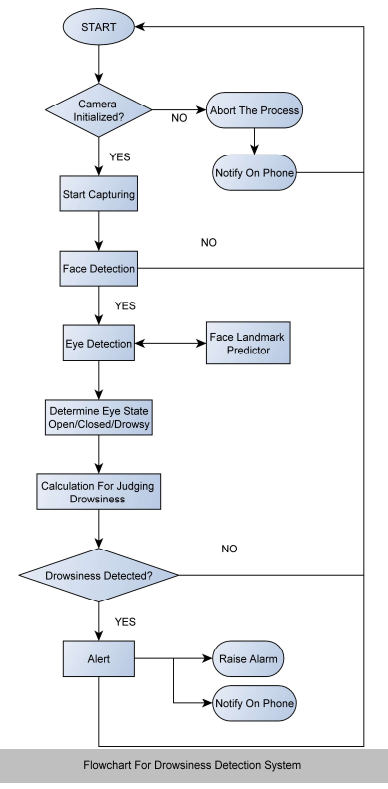 START
Camera
Initialized?
NO
Abort The Process
YES
Notify On Phone
Start Capturing
NO
Face Detection
YES
Eye Detection
Face Landmark
Predictor
Determine Eye State
Open/Closed/Drowsy
Calculation For Judging
Drowsiness
NO
Drowsiness Detected?
YES
Alert
Raise Alarm
Notify On Phone
Flowchart For Drowsiness Detection System